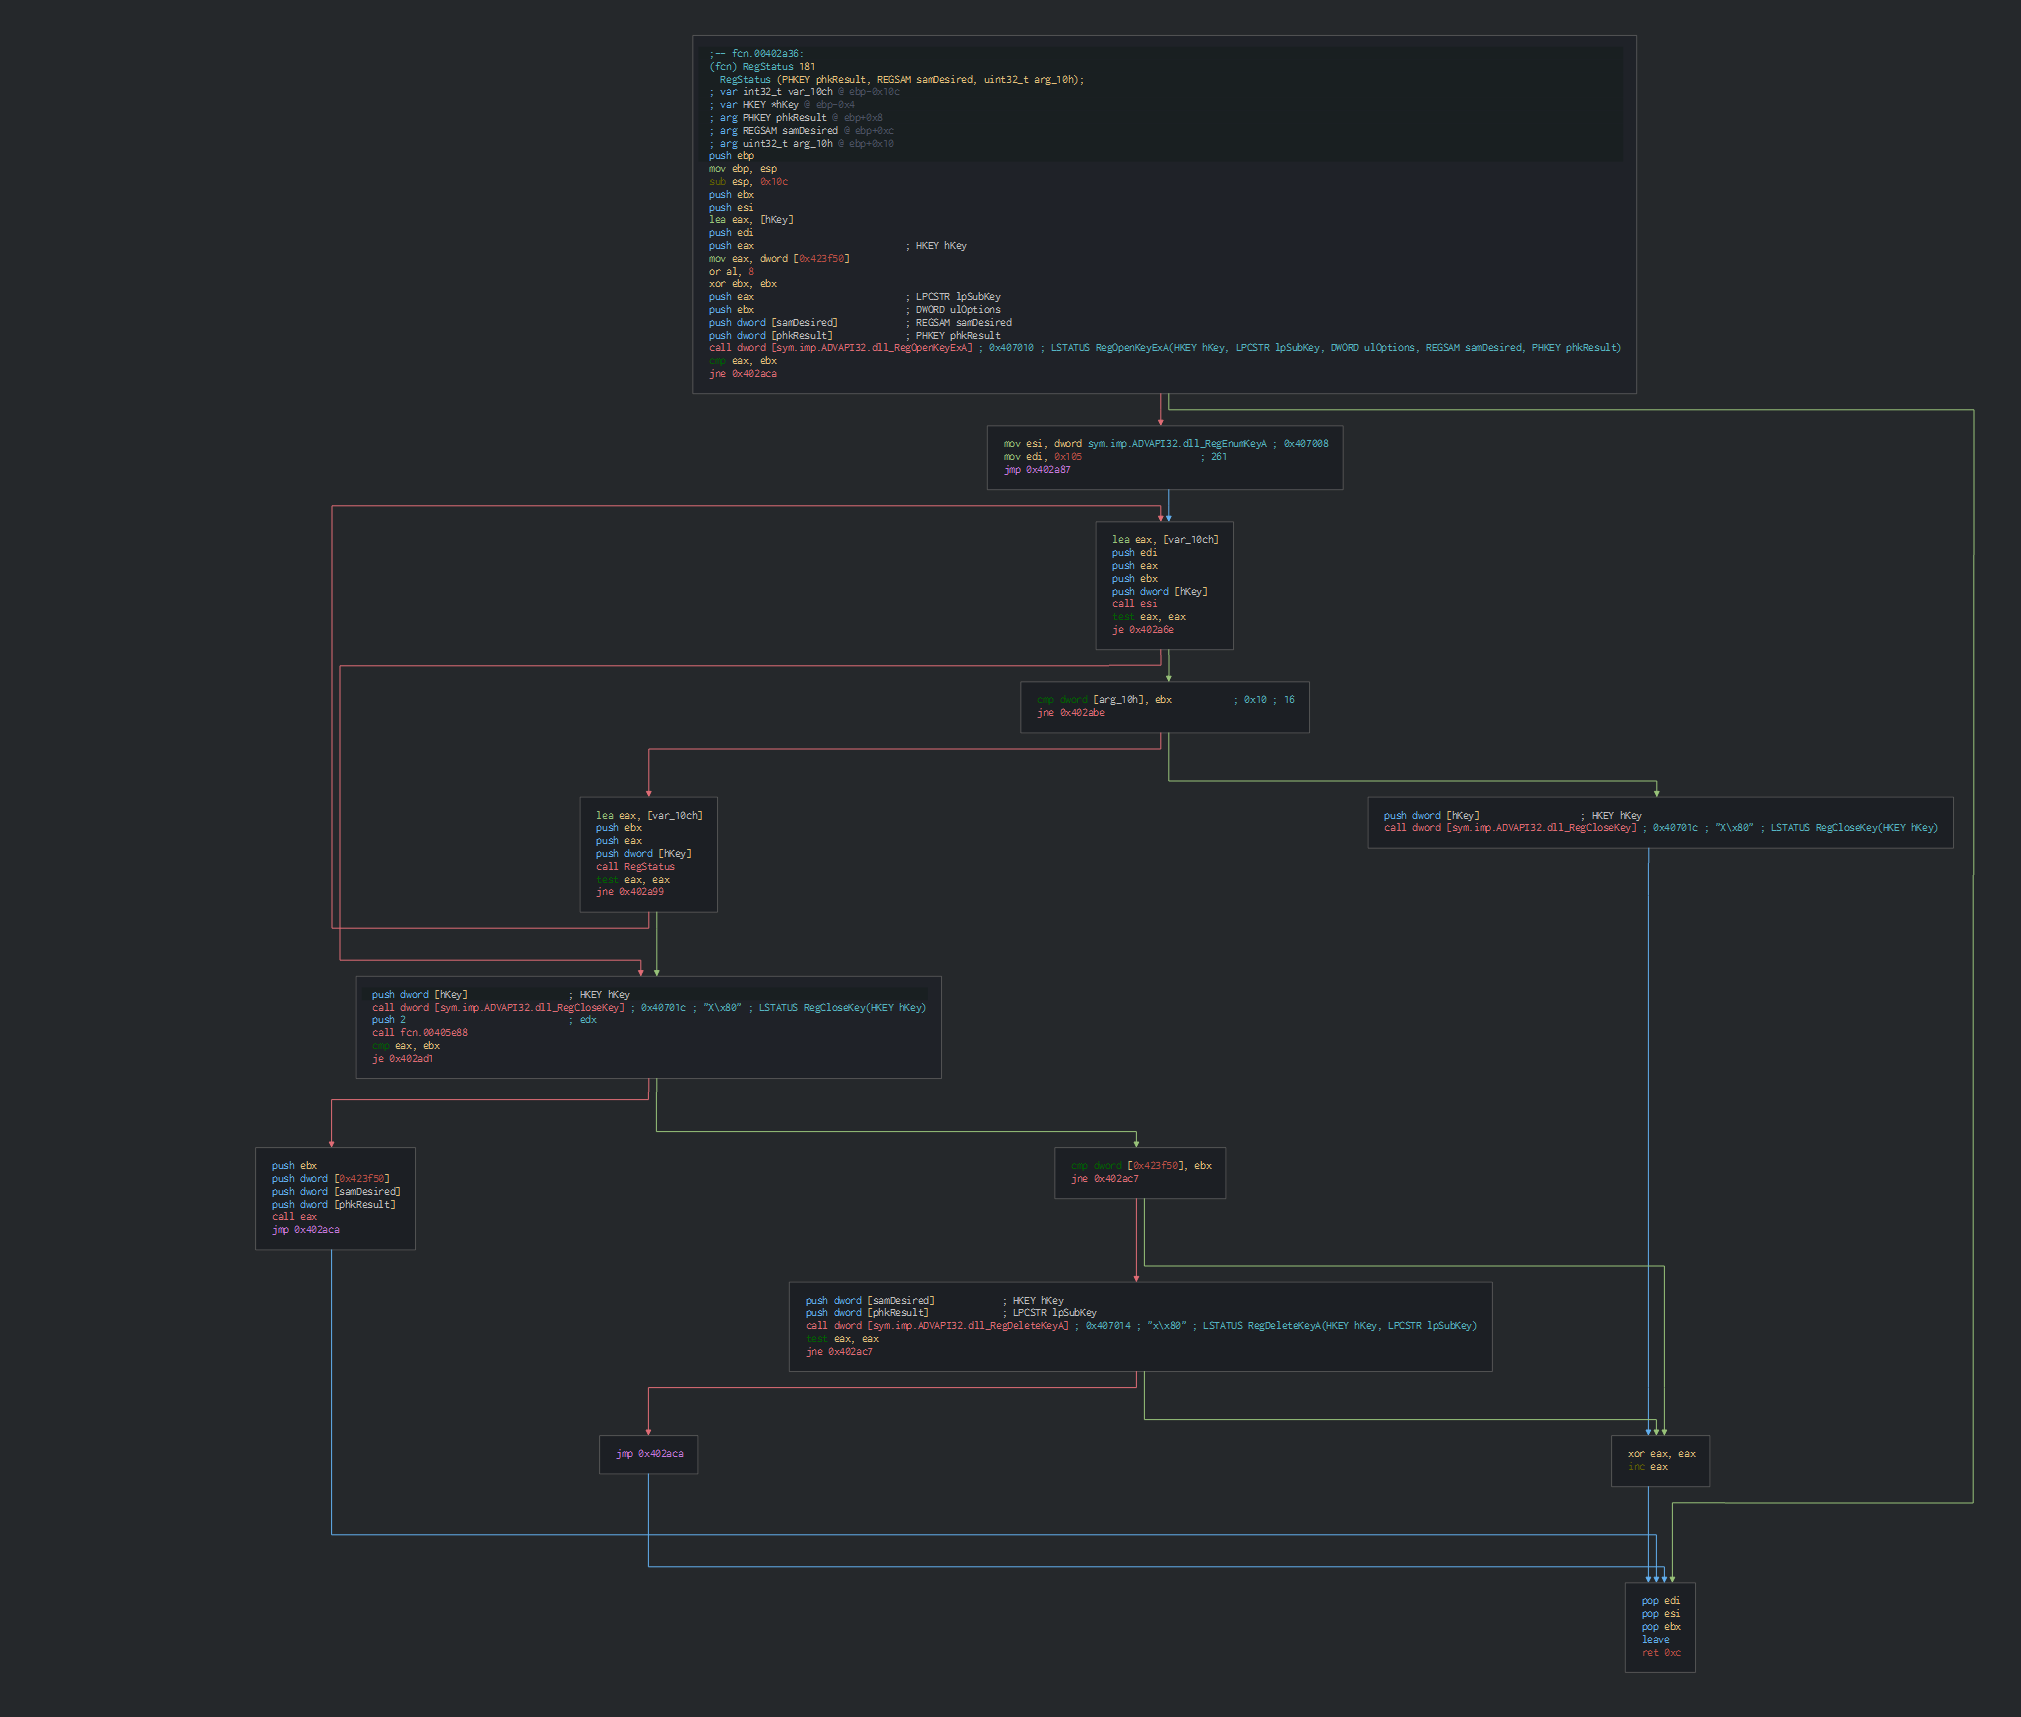 ;-- fcn.00402a36:
(fcn) RegStatus 181
RegStatus (PHKEY phkResult, REGSAM samDesired, uint32_t arg_10h);
; var int32_t var_10ch @ ebp-0x10c
; var HKEY *hKey @ ebp-0x4
; arg PHKEY phkResult @ ebp+0x8
; arg REGSAM samDesired @ ebp+0xc
; arg uint32_t arg_10h @ ebp+0x10
push ebp
mov ebp, esp
sub esp, 0x10c
push ebx
push esi
lea eax, [hKey]
push edi
push eax ; HKEY hKey
mov eax, dword [0x423f50]
or al, 8
xor ebx, ebx
push eax ; LPCSTR lpSubKey
push ebx ; DWORD ulOptions
push dword [samDesired] ; REGSAM samDesired
push dword [phkResult] ; PHKEY phkResult
call dword [sym.imp.ADVAPI32.dll_RegOpenKeyExA] ; 0x407010 ; LSTATUS RegOpenKeyExA(HKEY hKey, LPCSTR lpSubKey, DWORD ulOptions, REGSAM samDesired, PHKEY phkResult)
cmp eax, ebx
jne 0x402aca
mov esi, dword sym.imp.ADVAPI32.dll_RegEnumKeyA ; 0x407008
mov edi, 0x105 ; 261
jmp 0x402a87
lea eax, [var_10ch]
push edi
push eax
push ebx
push dword [hKey]
call esi
test eax, eax
je 0x402a6e
cmp dword [arg_10h], ebx ; 0x10 ; 16
jne 0x402abe
lea eax, [var_10ch]
push ebx
push eax
push dword [hKey]
call RegStatus
test eax, eax
jne 0x402a99
push dword [hKey] ; HKEY hKey
call dword [sym.imp.ADVAPI32.dll_RegCloseKey] ; 0x40701c ; "X\x80" ; LSTATUS RegCloseKey(HKEY hKey)
push dword [hKey] ; HKEY hKey
call dword [sym.imp.ADVAPI32.dll_RegCloseKey] ; 0x40701c ; "X\x80" ; LSTATUS RegCloseKey(HKEY hKey)
push 2 ; edx
call fcn.00405e88
cmp eax, ebx
je 0x402ad1
push ebx
push dword [0x423f50]
push dword [samDesired]
push dword [phkResult]
call eax
jmp 0x402aca
cmp dword [0x423f50], ebx
jne 0x402ac7
push dword [samDesired] ; HKEY hKey
push dword [phkResult] ; LPCSTR lpSubKey
call dword [sym.imp.ADVAPI32.dll_RegDeleteKeyA] ; 0x407014 ; "x\x80" ; LSTATUS RegDeleteKeyA(HKEY hKey, LPCSTR lpSubKey)
test eax, eax
jne 0x402ac7
jmp 0x402aca
xor eax, eax
inc eax
pop edi
pop esi
pop ebx
leave
ret 0xc